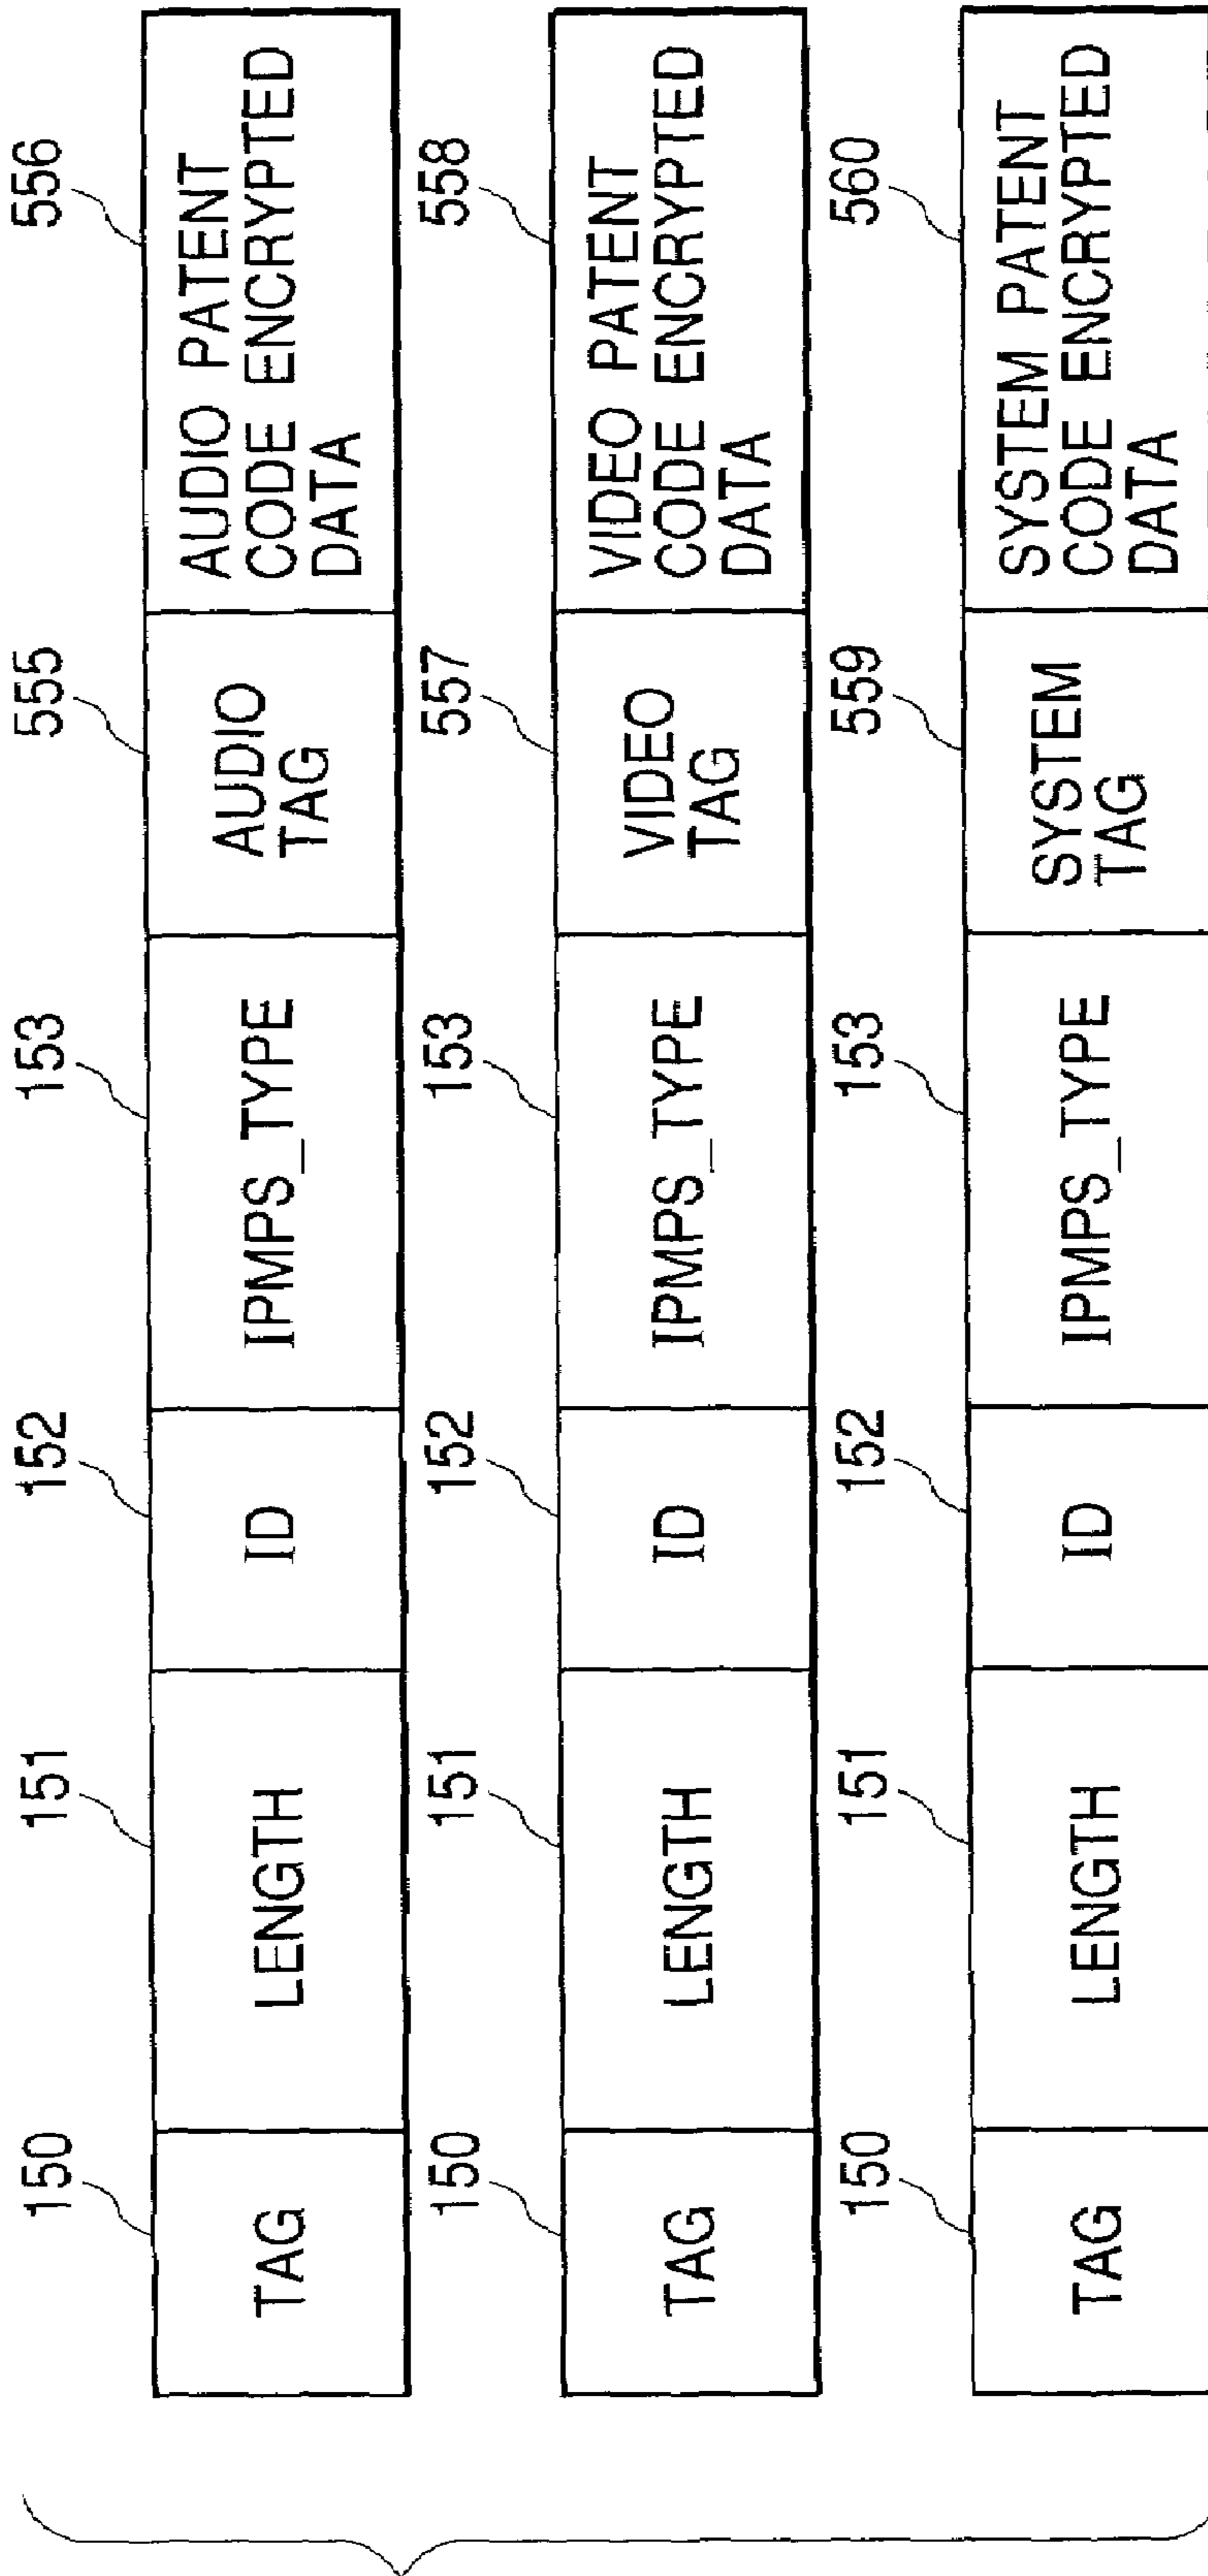 150 151 152 153 555 556
TAG LENGTH ID IPMPS_TYPE AUDIO TAG AUDIO PATENT CODE ENCRYPTED DATA
150 151 152 153 557 558
TAG LENGTH ID IPMPS_TYPE VIDEO TAG VIDEO PATENT CODE ENCRYPTED DATA
150 151 152 153 559 560
TAG LENGTH ID IPMPS_TYPE SYSTEM TAG SYSTEM PATENT CODE ENCRYPTED DATA